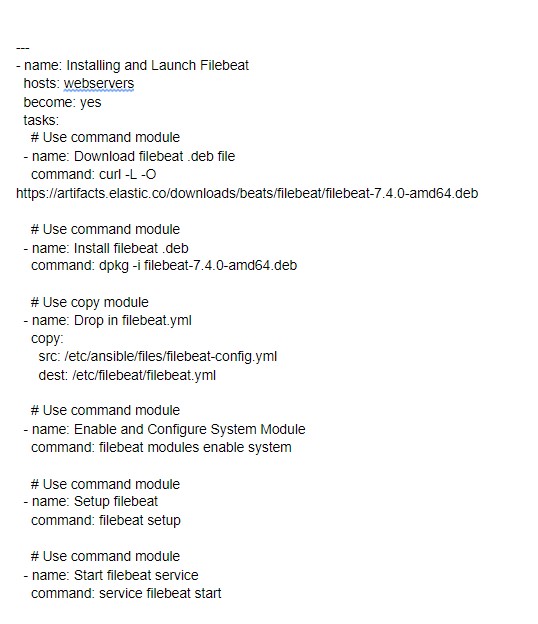 ---
- name: Installing and Launch Filebeat
hosts: webservers
become: yes
tasks:
# Use command module
- name: Download filebeat .deb file
command: curl -L -O
https://artifacts.elastic.co/downloads/beats/filebeat/filebeat-7.4.0-amd64.deb
# Use command module
- name: Install filebeat .deb
command: dpkg -i filebeat-7.4.0-amd64.deb
# Use copy module
- name: Drop in filebeat.yml
copy:
src: /etc/ansible/files/filebeat-config.yml
dest: /etc/filebeat/filebeat.yml
# Use command module
- name: Enable and Configure System Module
command: filebeat modules enable system
# Use command module
- name: Setup filebeat
command: filebeat setup
# Use command module
- name: Start filebeat service
command: service filebeat start